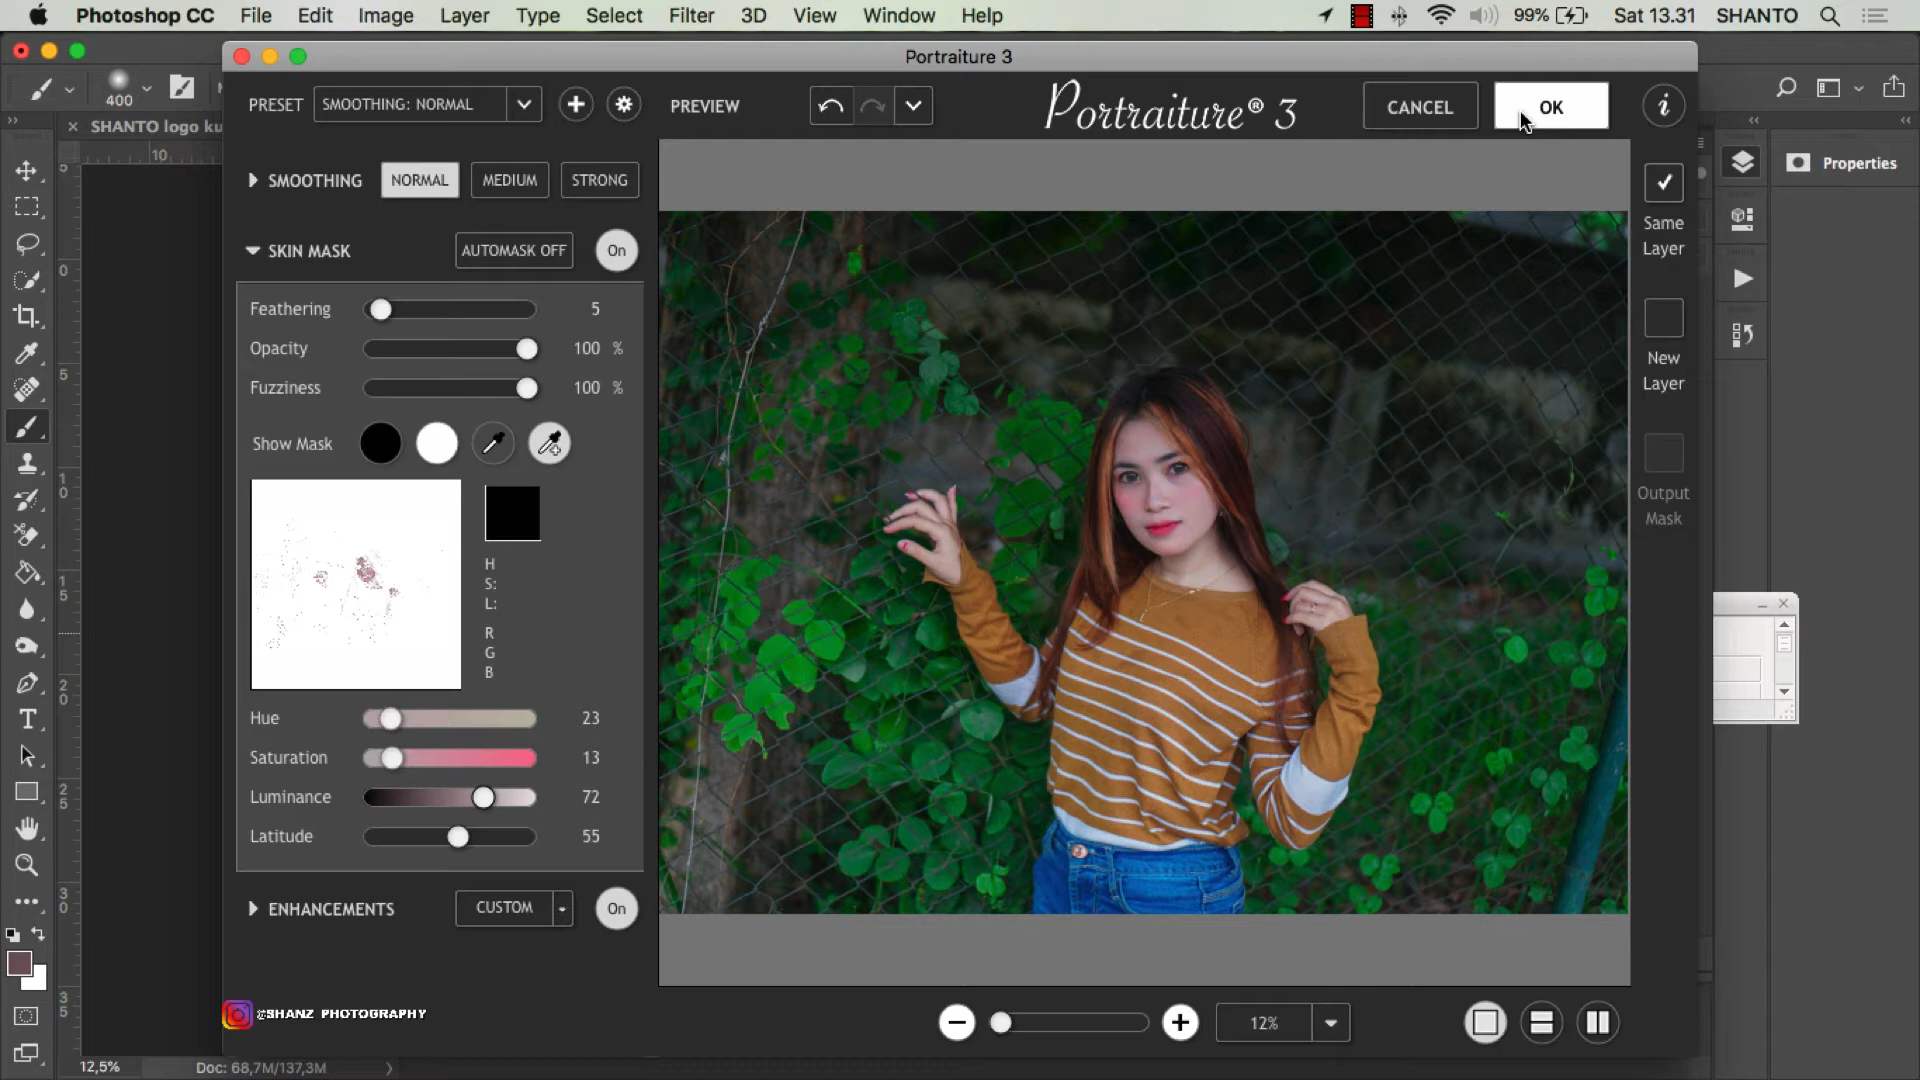 Photoshop CC File Edit Image Layer Type Select Filter 3D View Window Help 99% Sat 13.31 SHANTO
Portraiture 3
400
PRESET SMOOTHING: NORMAL PREVIEW Portraiture® 3 CANCEL OK i
SHANTO logo ku
10
Properties
SMOOTHING NORMAL MEDIUM STRONG
SKIN MASK AUTOMASK OFF On
Same
Layer
Feathering 5
Opacity 100 %
Fuzziness 100 %
New
Layer
Show Mask
Output
Mask
H
S:
L:
R
G
B
Hue 23
Saturation 13
Luminance 72
Latitude 55
ENHANCEMENTS CUSTOM On
@SHANZ PHOTOGRAPHY
12%
12,5% Doc: 68,7M/137,3M